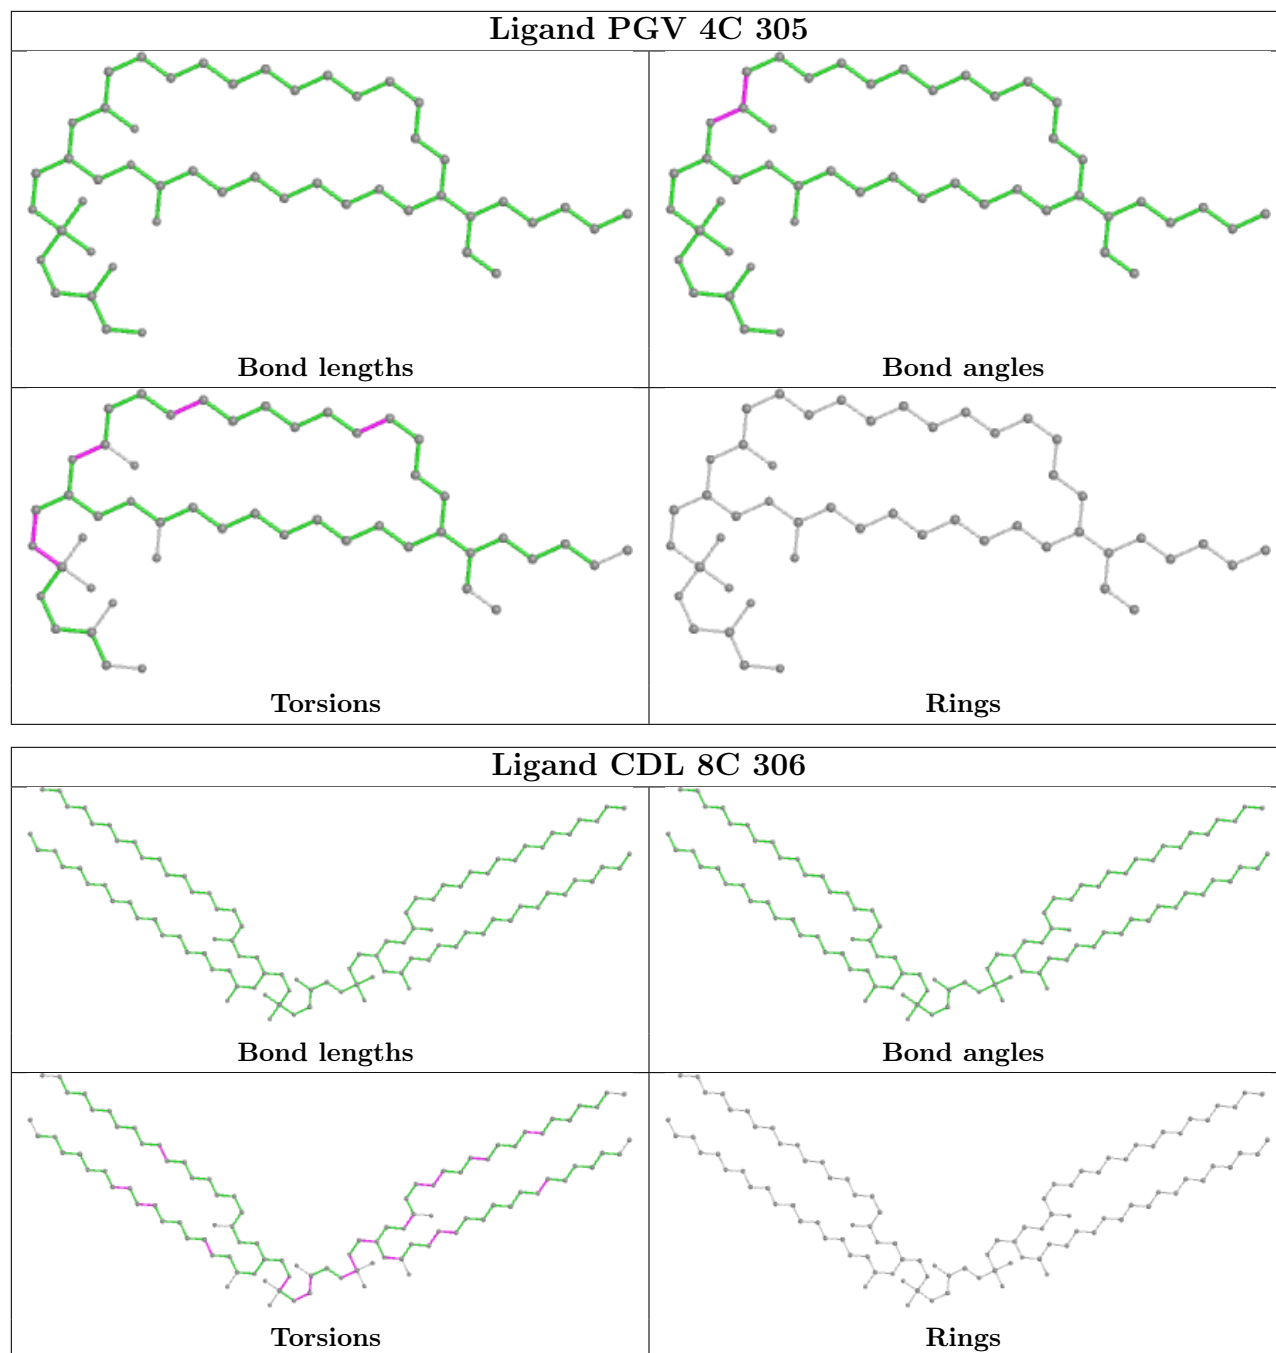 Ligand PGV 4C 305
Bond lengths
Bond angles
Torsions
Rings
Ligand CDL 8C 306
Bond lengths
Bond angles
Torsions
Rings